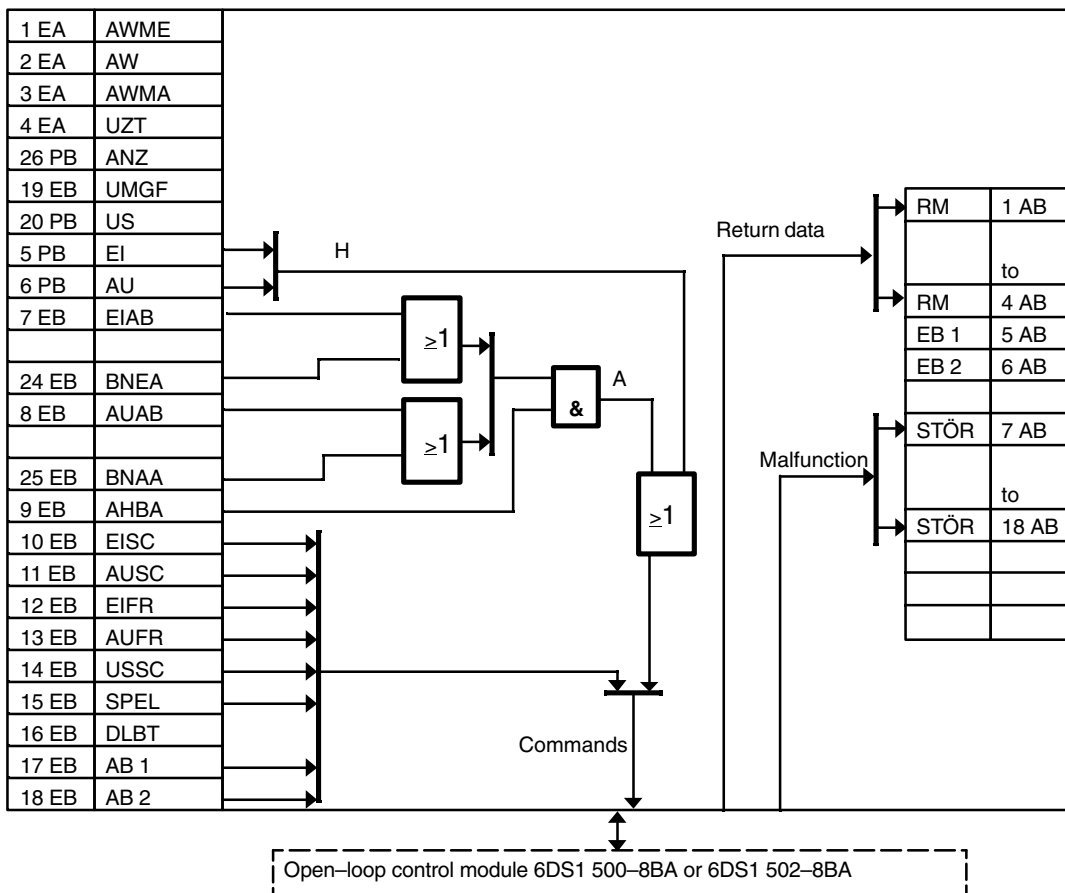 1 EA AWME
2 EA AW
3 EA AWMA
4 EA UZT
26 PB ANZ
19 EB UMGF
20 PB US
5 PB EI
6 PB AU
7 EB EIAB
24 EB BNEA
8 EB AUAB
25 EB BNAA
9 EB AHBA
10 EB EISC
11 EB AUSC
12 EB EIFR
13 EB AUFR
14 EB USSC
15 EB SPEL
16 EB DLBT
17 EB AB 1
18 EB AB 2
H
≥1
≥1
&
A
≥1
Commands
Return data
Malfunction
RM 1 AB
to
RM 4 AB
EB 1 5 AB
EB 2 6 AB
STÖR 7 AB
to
STÖR 18 AB
Open–loop control module 6DS1 500–8BA or 6DS1 502–8BA